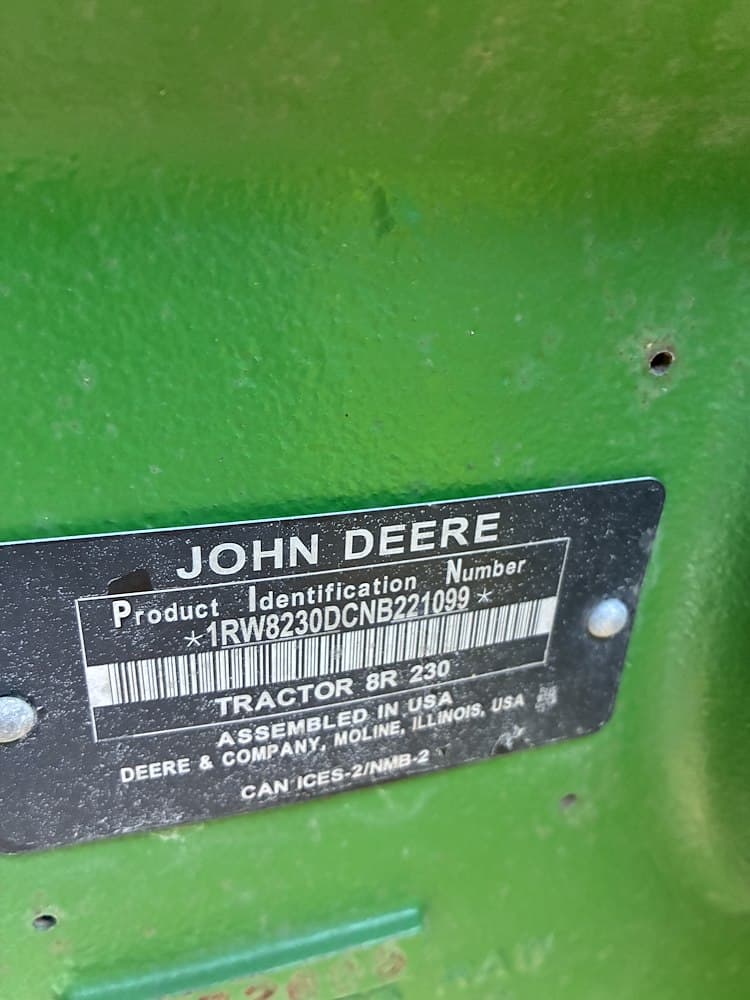 JOHN DEERE
Product Identification Number
*1RW8230DCNB221099*
TRACTOR 8R 230
ASSEMBLED IN USA
DEERE & COMPANY, MOLINE, ILLINOIS, USA
CAN ICES-2/NMB-2